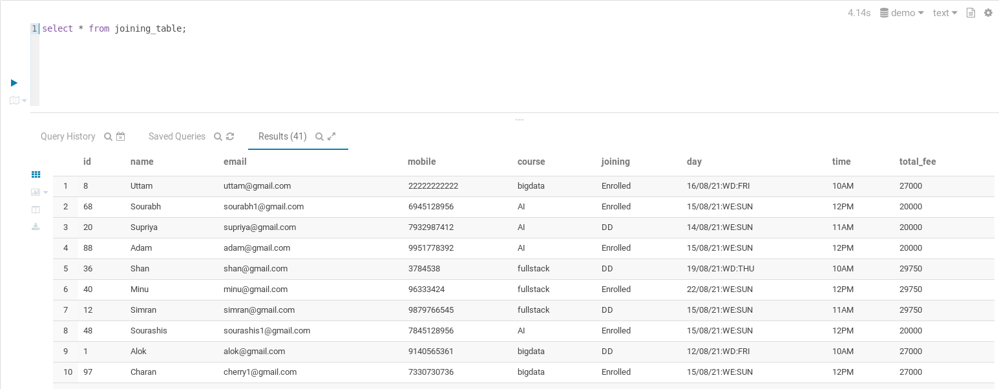 4.14s demo text
1 select * from joining_table;
Query History Saved Queries Results (41)
id name email mobile course joining day time total_fee
1 8 Uttam uttam@gmail.com 22222222222 bigdata Enrolled 16/08/21:WD:FRI 10AM 27000
2 68 Sourabh sourabh1@gmail.com 6945128956 AI Enrolled 15/08/21:WE:SUN 12PM 20000
3 20 Supriya supriya@gmail.com 7932987412 AI DD 14/08/21:WE:SUN 11AM 20000
4 88 Adam adam@gmail.com 9951778392 AI Enrolled 15/08/21:WE:SUN 12PM 20000
5 36 Shan shan@gmail.com 3784538 fullstack DD 19/08/21:WD:THU 10AM 29750
6 40 Minu minu@gmail.com 96333424 fullstack Enrolled 22/08/21:WE:SUN 12PM 29750
7 12 Simran simran@gmail.com 9879766545 fullstack DD 15/08/21:WE:SUN 11AM 29750
8 48 Sourashis sourashis1@gmail.com 7845128956 AI Enrolled 15/08/21:WE:SUN 12PM 20000
9 1 Alok alok@gmail.com 9140565361 bigdata DD 12/08/21:WD:FRI 10AM 27000
10 97 Charan cherry1@gmail.com 7330730736 bigdata Enrolled 15/08/21:WE:SUN 12PM 27000